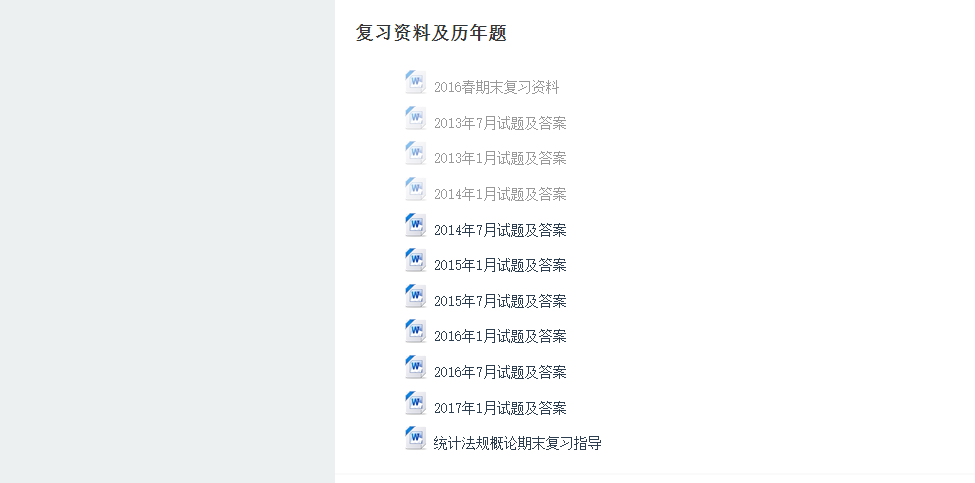 复习资料及历年题
2016春期末复习资料
2013年7月试题及答案
2013年1月试题及答案
2014年1月试题及答案
2014年7月试题及答案
2015年1月试题及答案
2015年7月试题及答案
2016年1月试题及答案
2016年7月试题及答案
2017年1月试题及答案
统计法规概论期末复习指导